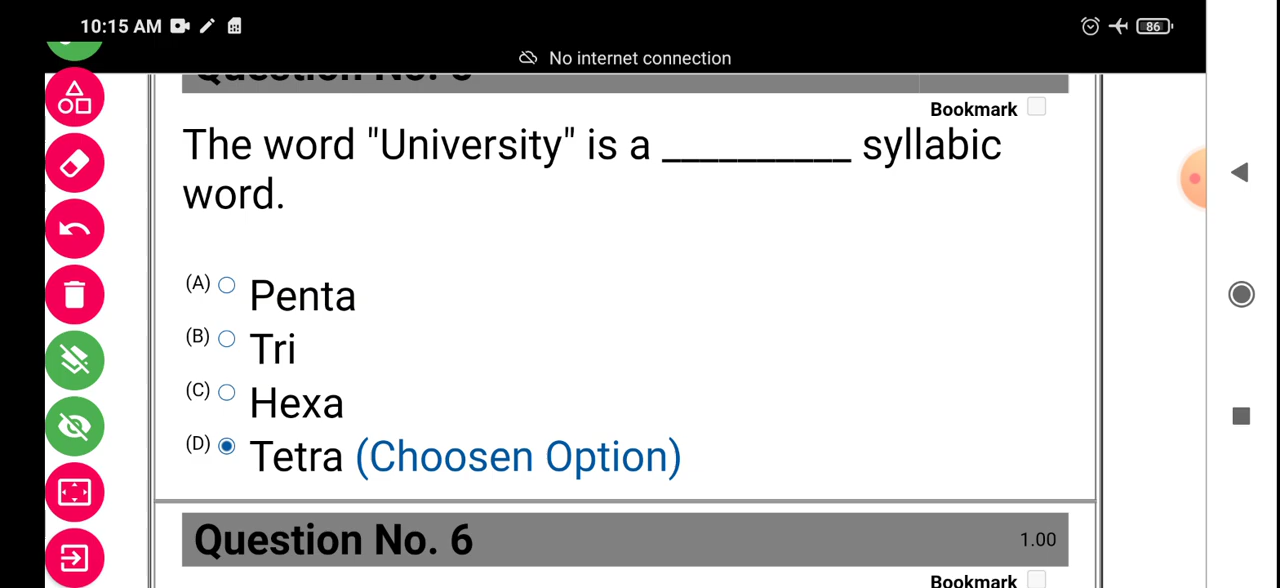 10:15 AM
86
No internet connection
Bookmark
The word "University" is a __________ syllabic
word.
(A) Penta
(B) Tri
(C) Hexa
(D) Tetra (Choosen Option)
Question No. 6
1.00
Bookmark